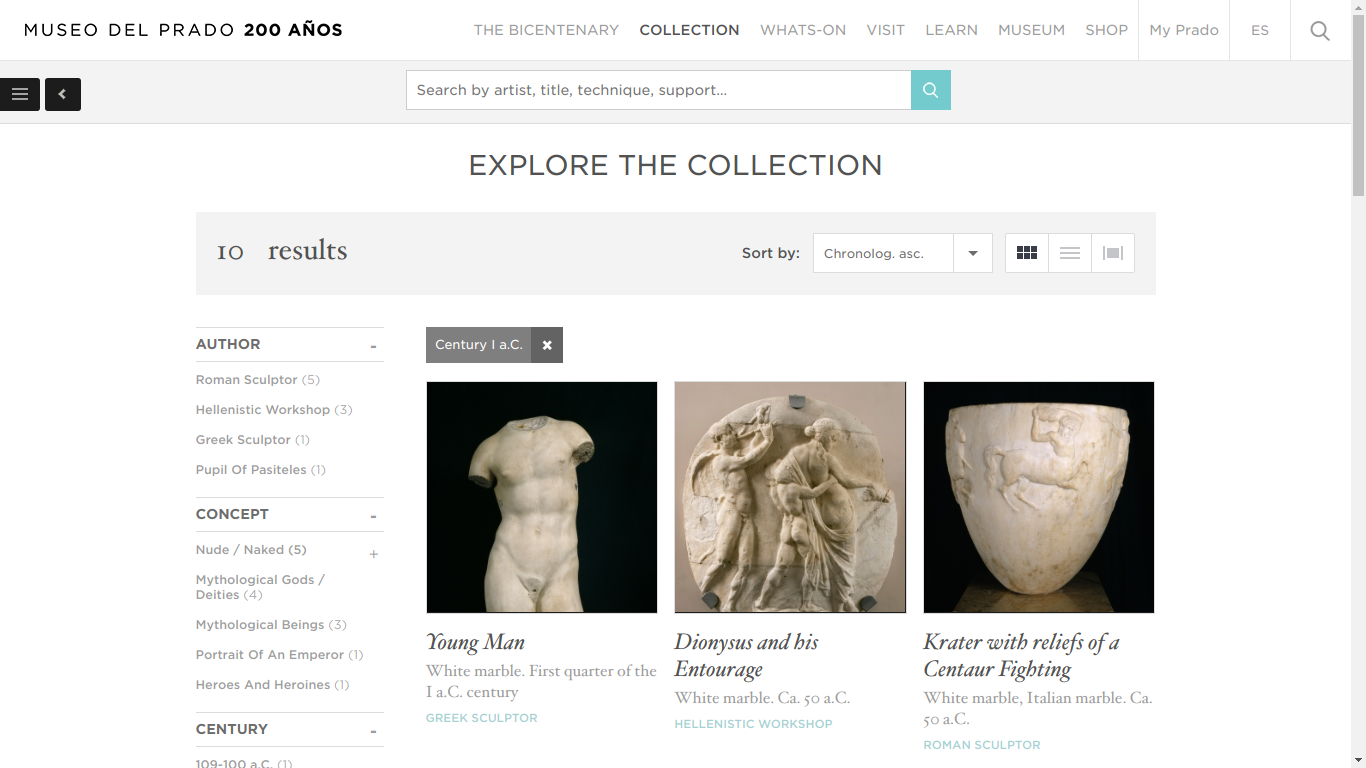 MUSEO DEL PRADO 200 AÑOS
THE BICENTENARY COLLECTION WHATS-ON VISIT LEARN MUSEUM SHOP My Prado ES
Search by artist, title, technique, support...
EXPLORE THE COLLECTION
10 results
Sort by: Chronolog. asc.
AUTHOR -
Roman Sculptor (5)
Hellenistic Workshop (3)
Greek Sculptor (1)
Pupil Of Pasiteles (1)
CONCEPT -
Nude / Naked (5) +
Mythological Gods /
Deities (4)
Mythological Beings (3)
Portrait Of An Emperor (1)
Heroes And Heroines (1)
CENTURY -
109-100 a.C. (1)
Century I a.C. ✖
Young Man
White marble. First quarter of the
I a.C. century
GREEK SCULPTOR
Dionysus and his
Entourage
White marble. Ca. 50 a.C.
HELLENISTIC WORKSHOP
Krater with reliefs of a
Centaur Fighting
White marble, Italian marble. Ca.
50 a.C.
ROMAN SCULPTOR